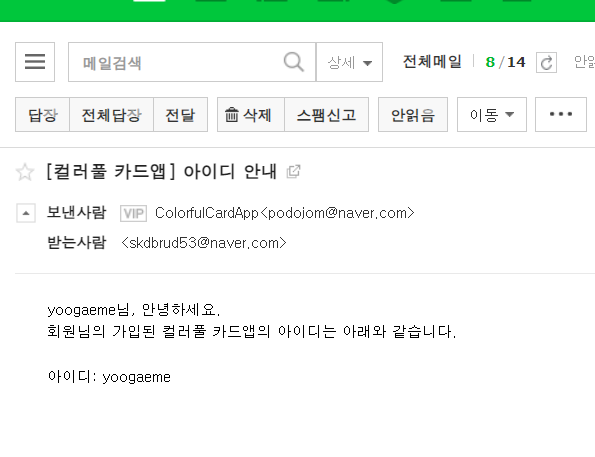 메일검색 상세 전체메일 8 / 14
답장 전체답장 전달 삭제 스팸신고 안읽음 이동
[컬러풀 카드앱] 아이디 안내
보낸사람 VIP ColorfulCardApp<podojom@naver.com>
받는사람 <skdbrud53@naver.com>
yoogaeme님, 안녕하세요.
회원님의 가입된 컬러풀 카드앱의 아이디는 아래와 같습니다.
아이디: yoogaeme